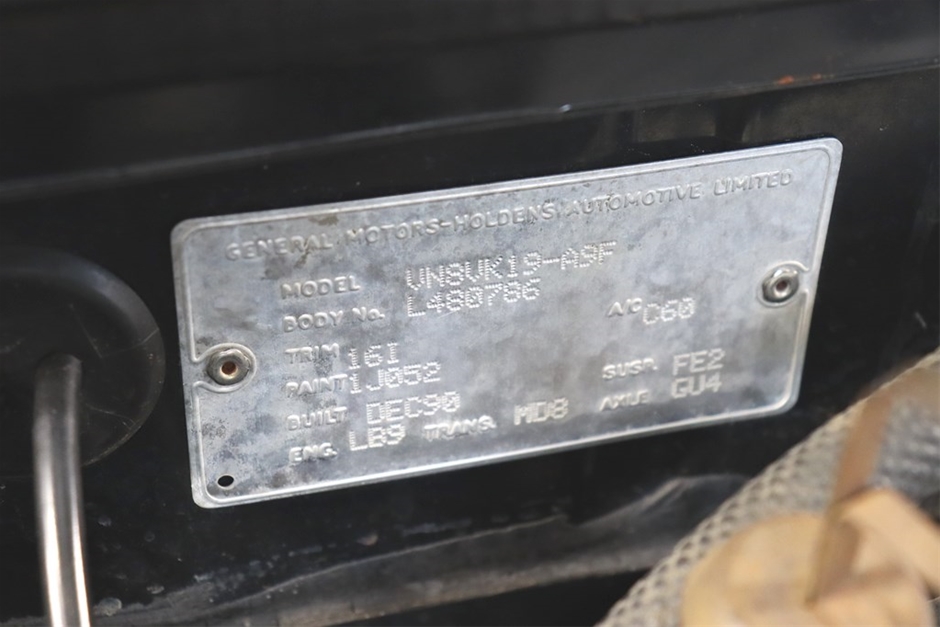 GENERAL MOTORS-HOLDEN'S AUTOMOTIVE LIMITED
MODEL VN8VK19-A9F
BODY No. L480786
A/C C60
TRIM 16I
PAINT 1J052 SUSP. FE2
BUILT DEC90
ENG. LB9 TRANS. MD8 AXLE GU4